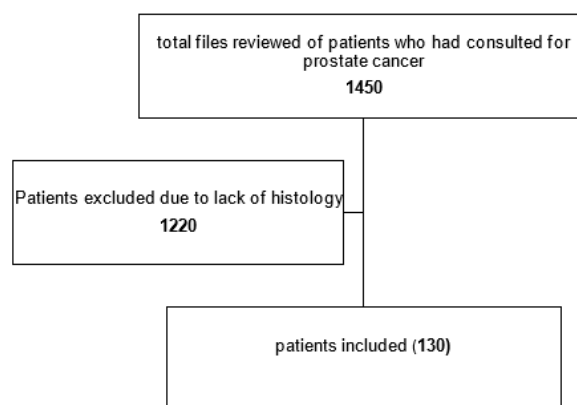 total files reviewed of patients who had consulted for
prostate cancer
1450
Patients excluded due to lack of histology
1220
patients included (130)